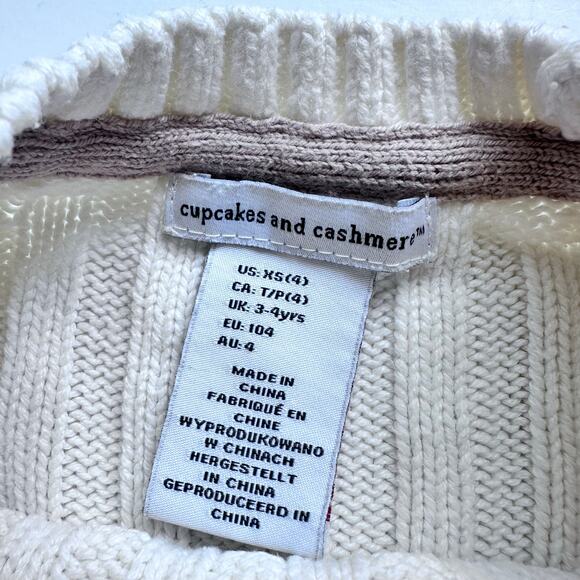 cupcakes and cashmere™
US: XS(4)
CA: T/P(4)
UK: 3-4yrs
EU: 104
AU: 4
MADE IN
CHINA
FABRIQUÉ EN
CHINE
WYPRODUKOWANO
W CHINACH
HERGESTELLT
IN CHINA
GEPRODUCEERD IN
CHINA